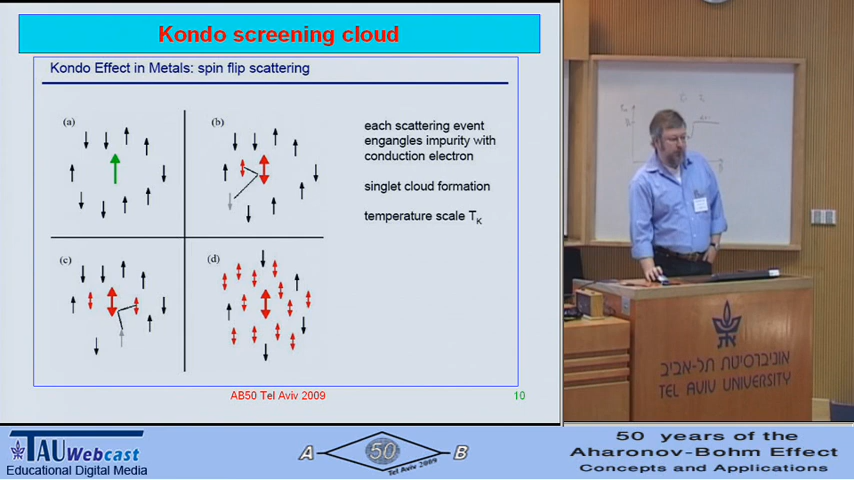 Kondo screening cloud
Kondo Effect in Metals: spin flip scattering
(a)
(b)
each scattering event
engangles impurity with
conduction electron
singlet cloud formation
temperature scale TK
(c)
(d)
AB50 Tel Aviv 2009
10
אוניברסיטת תל-אביב
TEL AVIV UNIVERSITY
TAUWebcast
Educational Digital Media
A
50
B
Tel Aviv 2009
50 years of the
Aharonov-Bohm Effect
Concepts and Applications